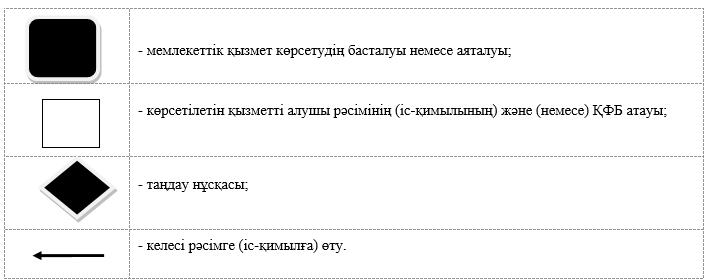 - мемлекеттік қызмет көрсетудің басталуы немесе аяталуы;
- көрсетілетін қызметті алушы рәсімінің (іс-қимылының) және (немесе) ҚФБ атауы;
- таңдау нұсқасы;
- келесі рәсімге (іс-қимылға) өту.